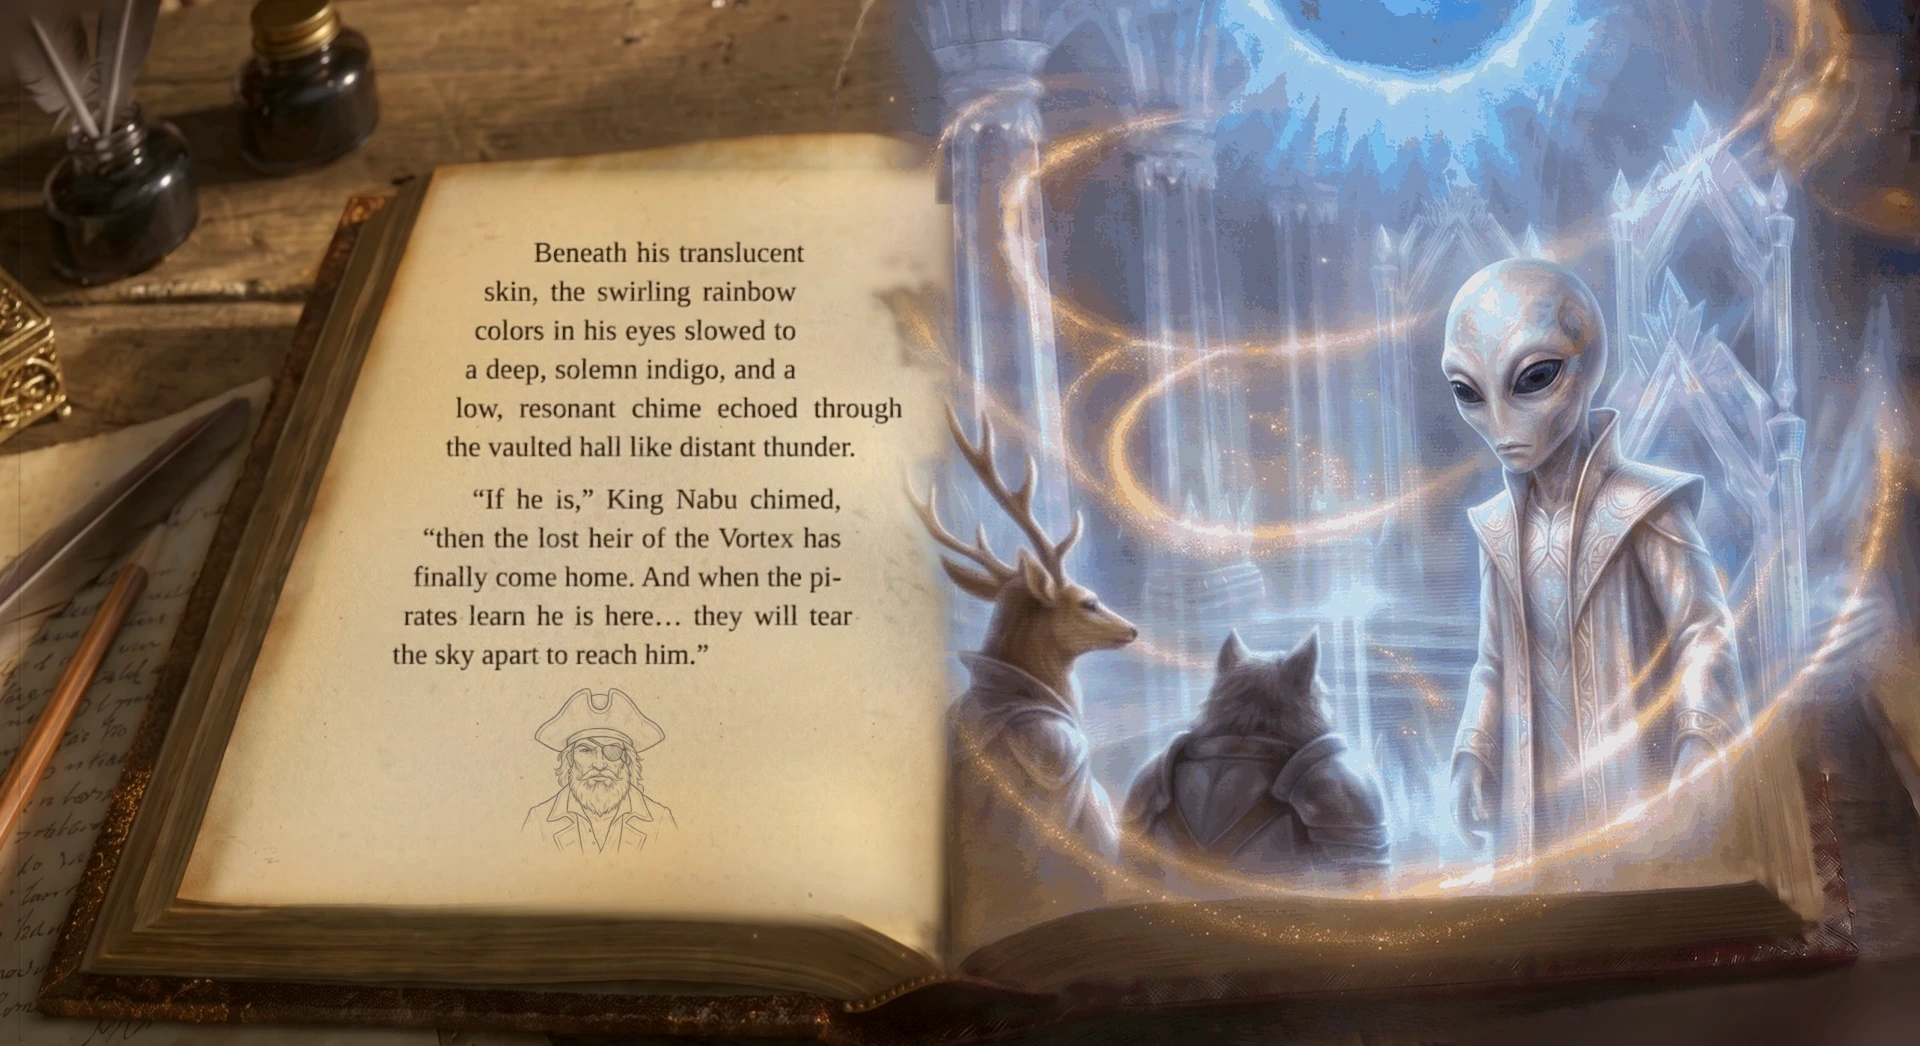 Beneath his translucent
skin, the swirling rainbow
colors in his eyes slowed to
a deep, solemn indigo, and a
low, resonant chime echoed through
the vaulted hall like distant thunder.
“If he is,” King Nabu chimed,
“then the lost heir of the Vortex has
finally come home. And when the pi-
rates learn he is here… they will tear
the sky apart to reach him.”